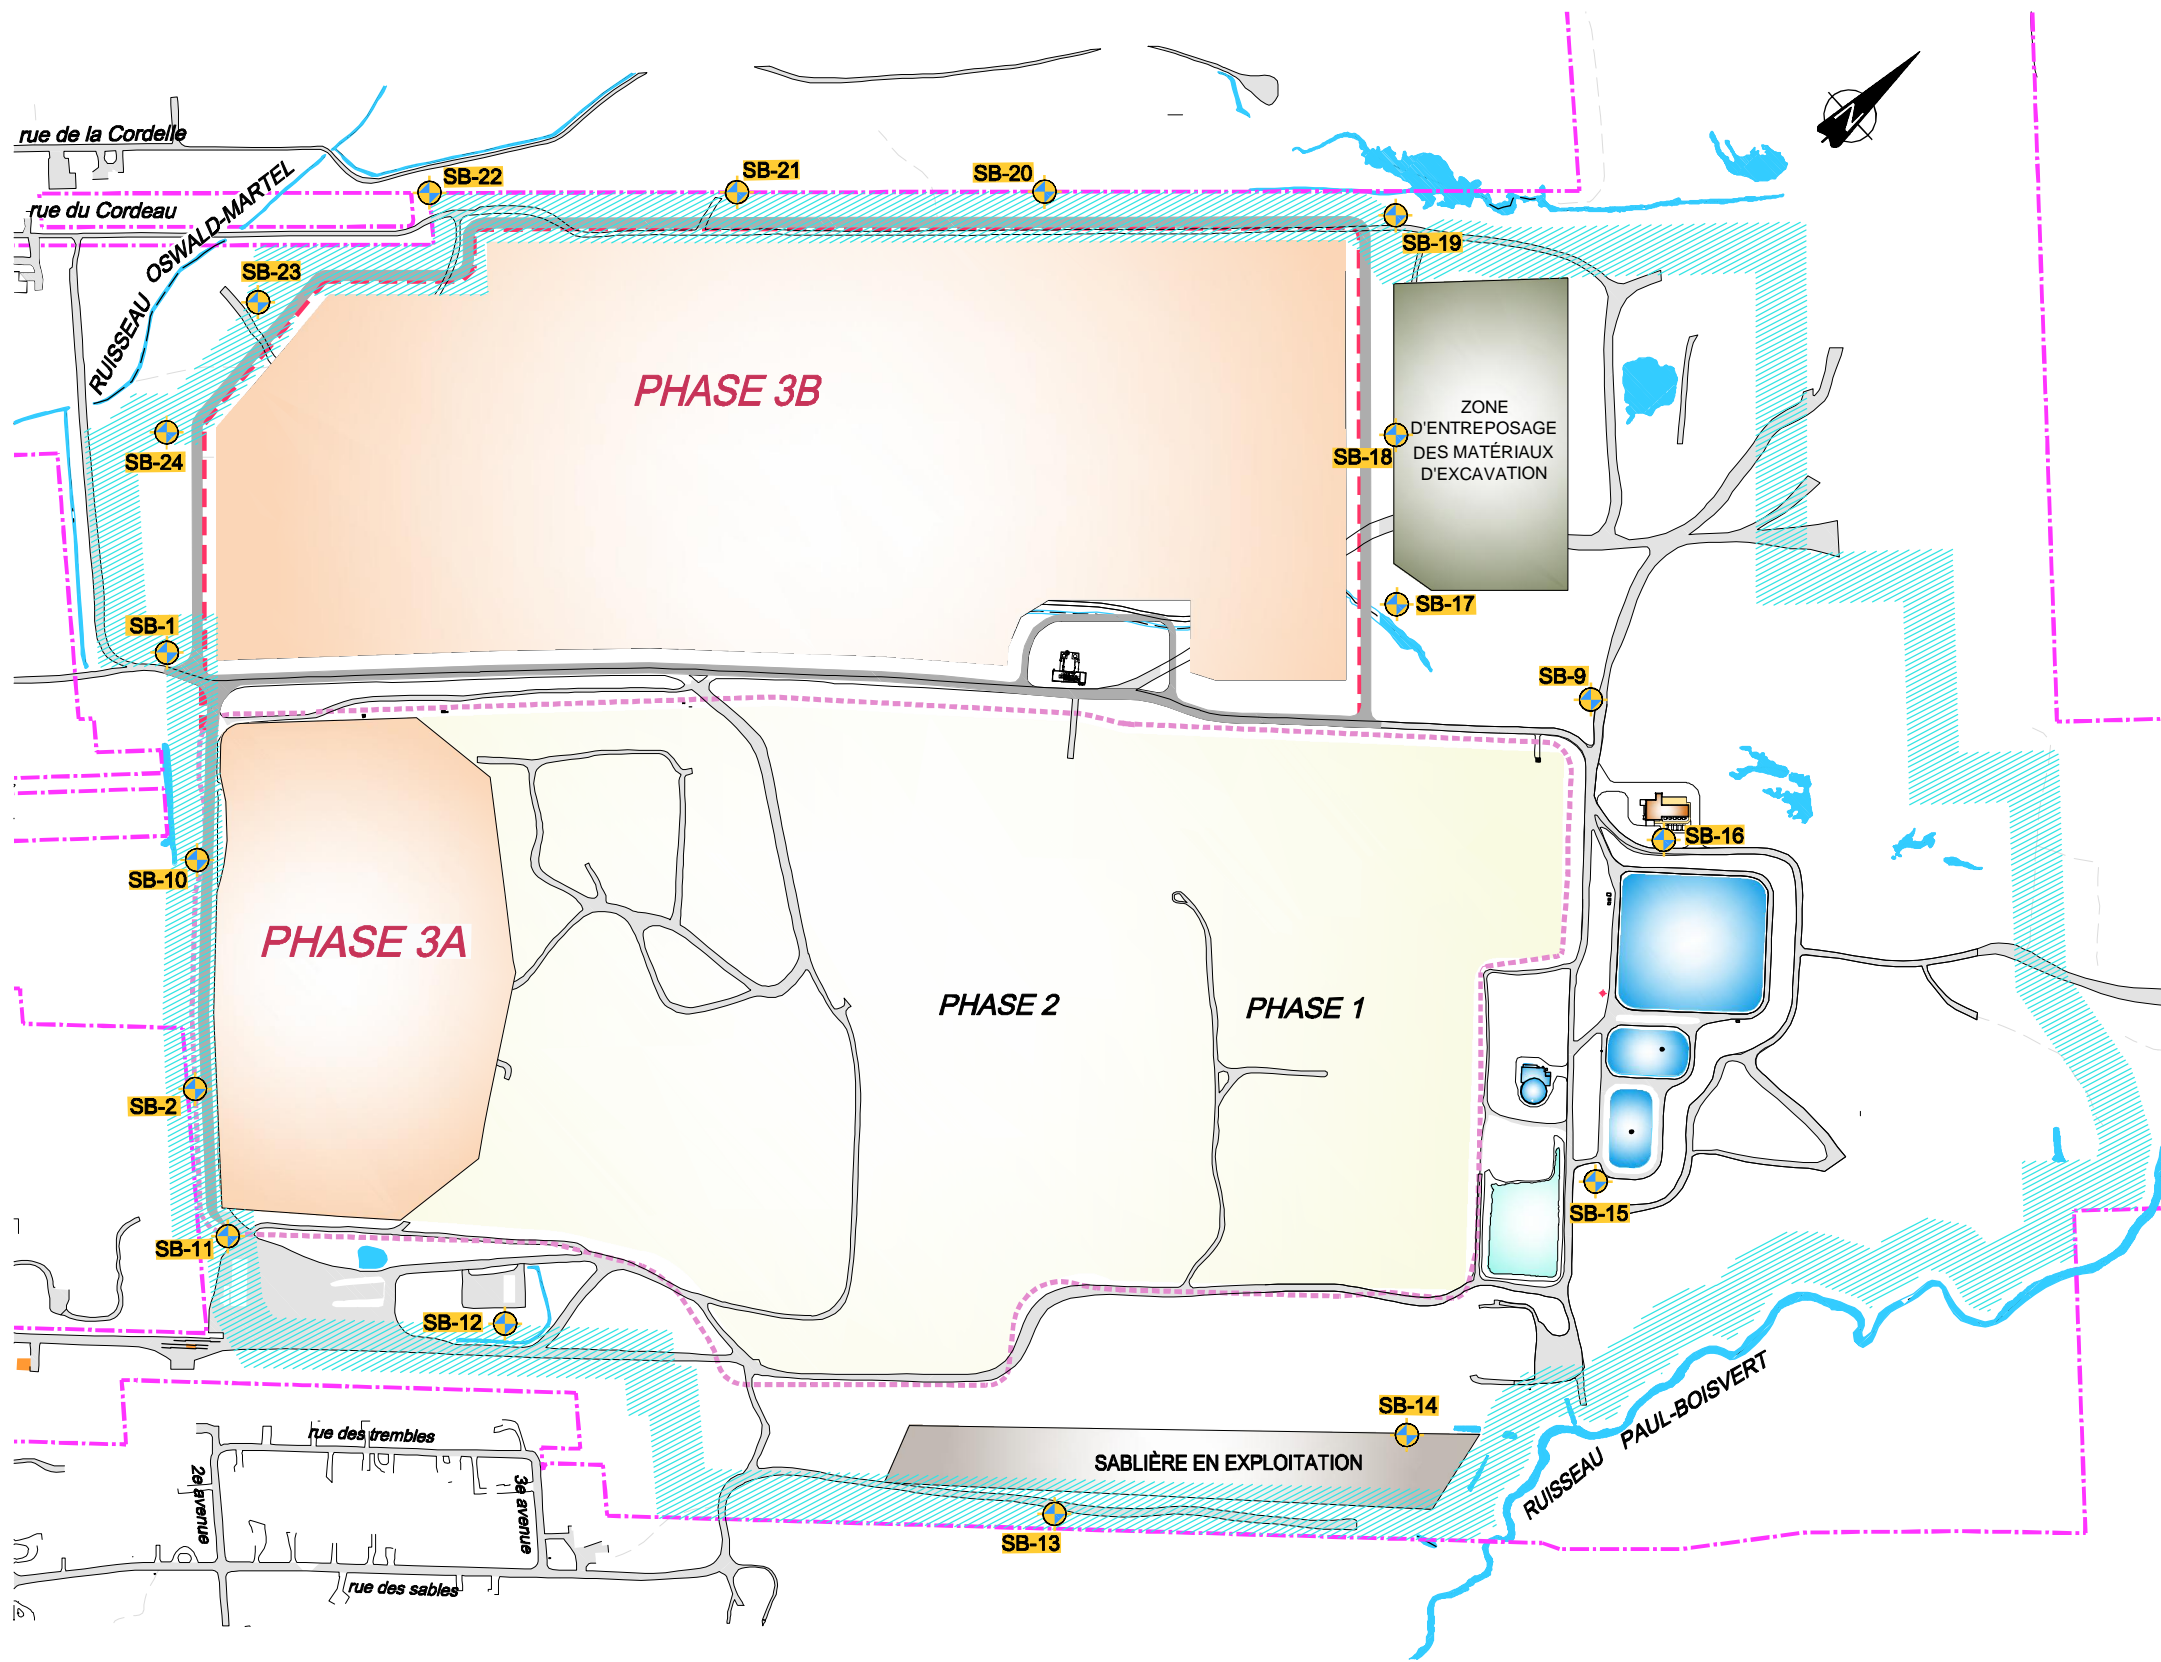 rue de la Cordelle
rue du Cordeau
RUISSEAU OSWALD-MARTEL
SB-22
SB-21
SB-20
N
SB-19
SB-23
PHASE 3B
ZONE
D'ENTREPOSAGE
DES MATÉRIAUX
D'EXCAVATION
SB-24
SB-18
SB-17
SB-1
SB-9
SB-16
SB-10
PHASE 3A
PHASE 2
PHASE 1
SB-2
SB-15
SB-11
SB-12
SB-14
SABLIÈRE EN EXPLOITATION
RUISSEAU PAUL-BOISVERT
SB-13
rue des trembles
2e avenue
3e avenue
rue des sables